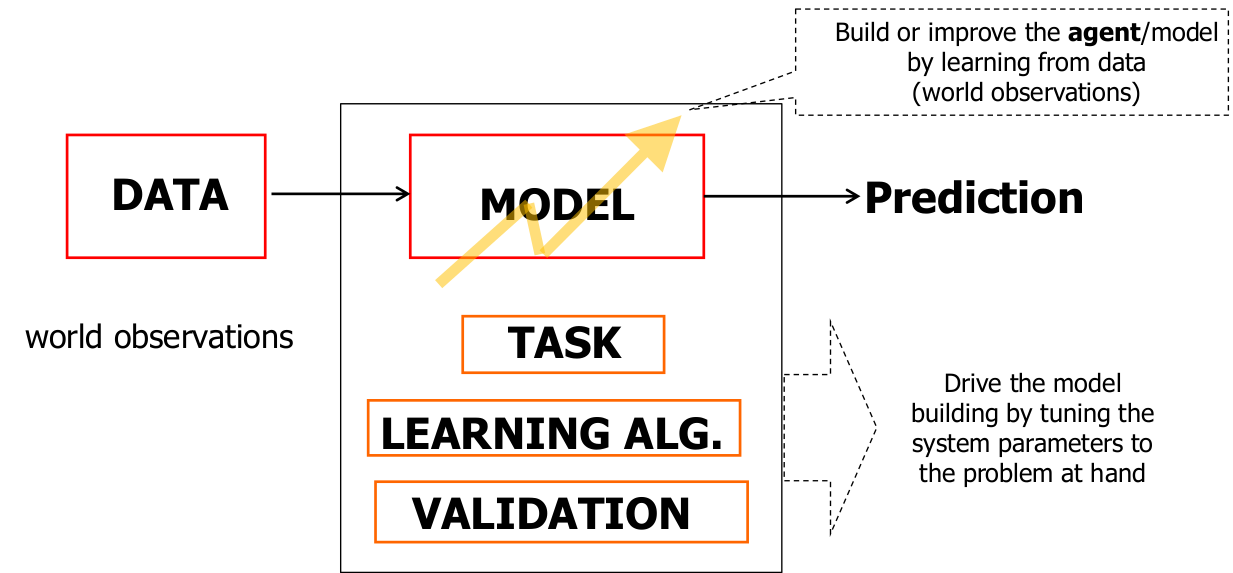 Build or improve the agent/model
by learning from data
(world observations)
DATA
MODEL
Prediction
world observations
TASK
LEARNING ALG.
VALIDATION
Drive the model
building by tuning the
system parameters to
the problem at hand